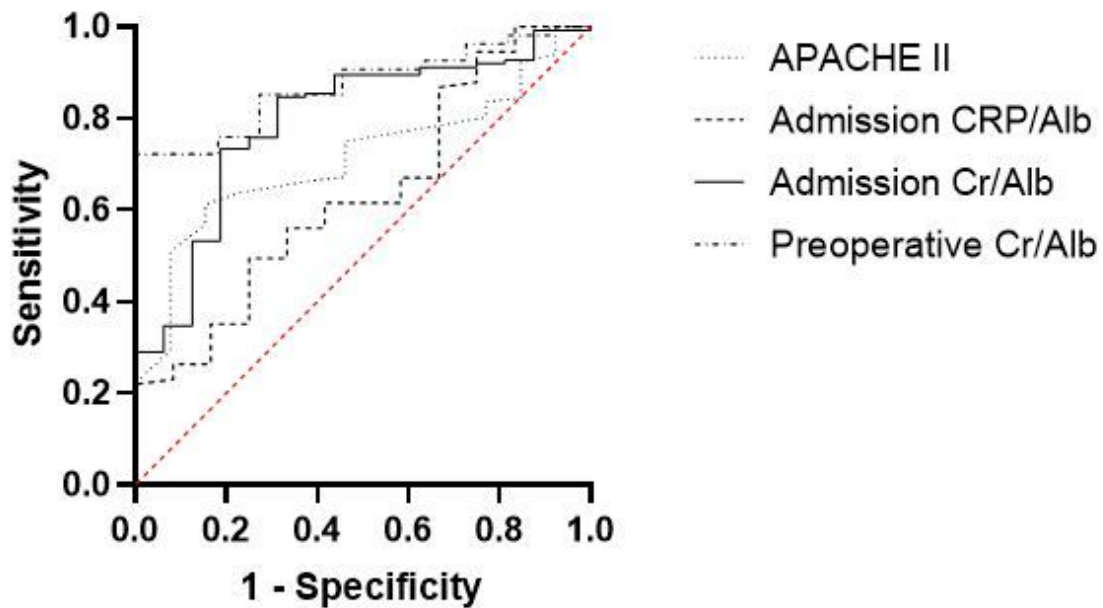 1.0
0.8
0.6
0.4
0.2
0.0
Sensitivity
0.0 0.2 0.4 0.6 0.8 1.0
1 - Specificity
APACHE II
Admission CRP/Alb
Admission Cr/Alb
Preoperative Cr/Alb